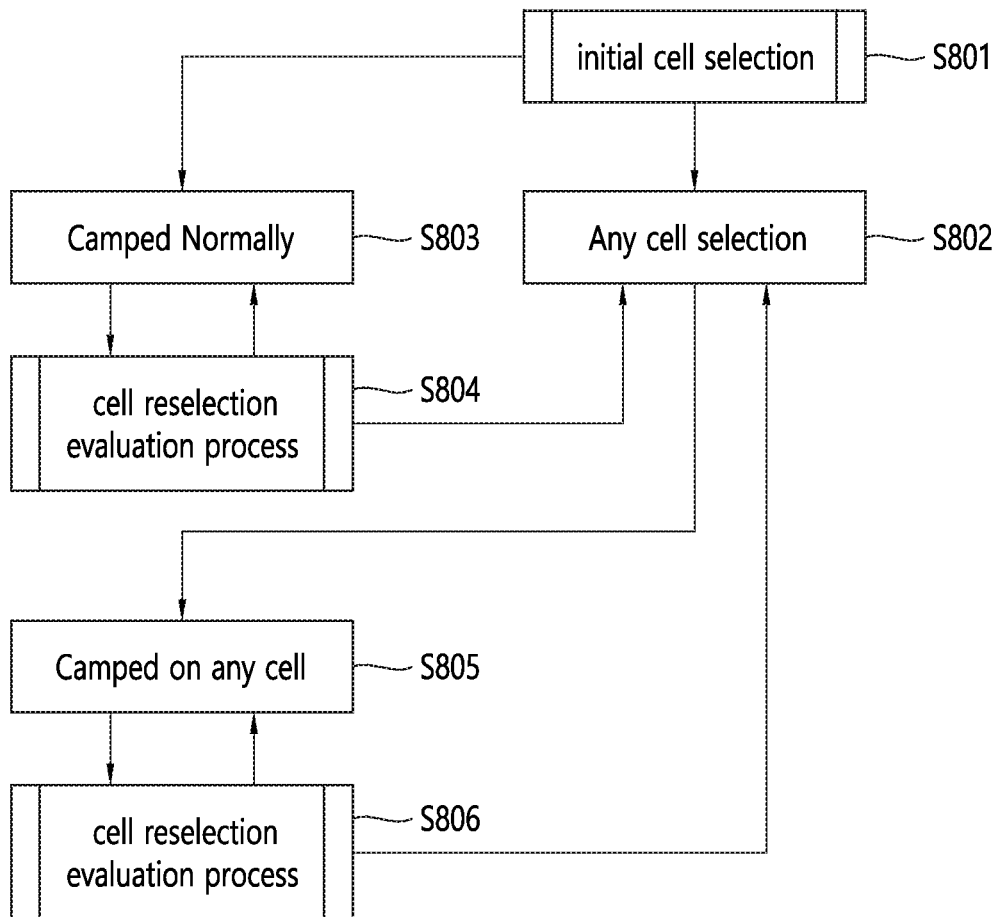 initial cell selection
S801
Camped Normally
S803
Any cell selection
S802
cell reselection
evaluation process
S804
Camped on any cell
S805
cell reselection
evaluation process
S806